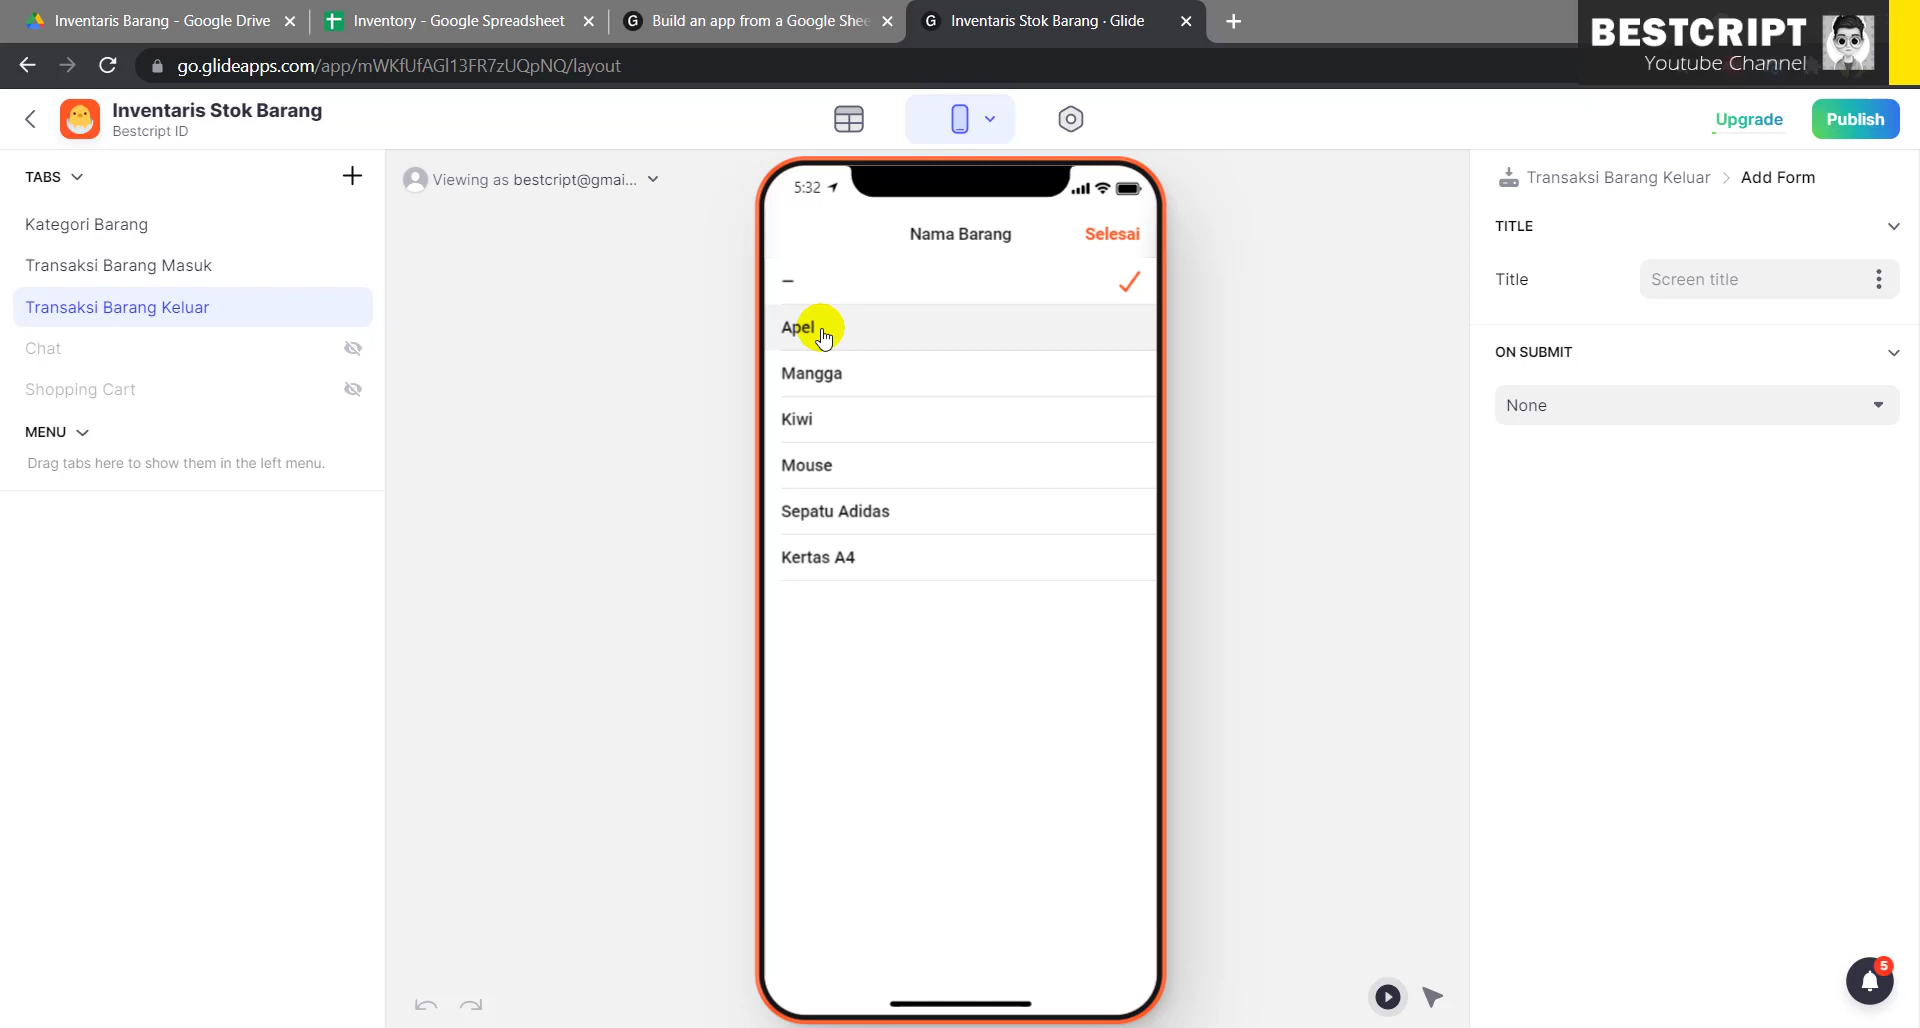 Inventaris Barang - Google Drive
Inventory - Google Spreadsheet
Build an app from a Google Shee
Inventaris Stok Barang · Glide
BESTCRIPT
Youtube Channel
go.glideapps.com/app/mWKfUfAGl13FR7zUQpNQ/layout
Inventaris Stok Barang
Bestcript ID
Upgrade
Publish
TABS
Kategori Barang
Transaksi Barang Masuk
Transaksi Barang Keluar
Chat
Shopping Cart
MENU
Drag tabs here to show them in the left menu.
Viewing as bestcript@gmai...
5:32
Nama Barang
Selesai
–
Apel
Mangga
Kiwi
Mouse
Sepatu Adidas
Kertas A4
Transaksi Barang Keluar > Add Form
TITLE
Title
Screen title
ON SUBMIT
None
5